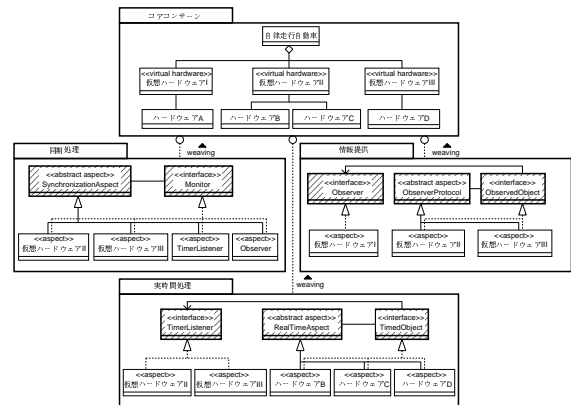 コアコンサーン
自律走行自動車
<<virtual hardware>>
仮想ハードウェアI
<<virtual hardware>>
仮想ハードウェアII
<<virtual hardware>>
仮想ハードウェアIII
ハードウェアA
ハードウェアB
ハードウェアC
ハードウェアD
weaving
weaving
同期処理
<<abstract aspect>>
SynchronizationAspect
<<interface>>
Monitor
<<aspect>>
仮想ハードウェアII
<<aspect>>
仮想ハードウェアIII
<<aspect>>
TimerListener
<<aspect>>
Observer
情報提供
<<interface>>
Observer
<<abstract aspect>>
ObserverProtocol
<<interface>>
ObservedObject
<<aspect>>
仮想ハードウェアI
<<aspect>>
仮想ハードウェアII
<<aspect>>
仮想ハードウェアIII
weaving
実時間処理
<<interface>>
TimerListener
<<abstract aspect>>
RealTimeAspect
<<interface>>
TimedObject
<<aspect>>
仮想ハードウェアII
<<aspect>>
仮想ハードウェアIII
<<aspect>>
ハードウェアB
<<aspect>>
ハードウェアC
<<aspect>>
ハードウェアD